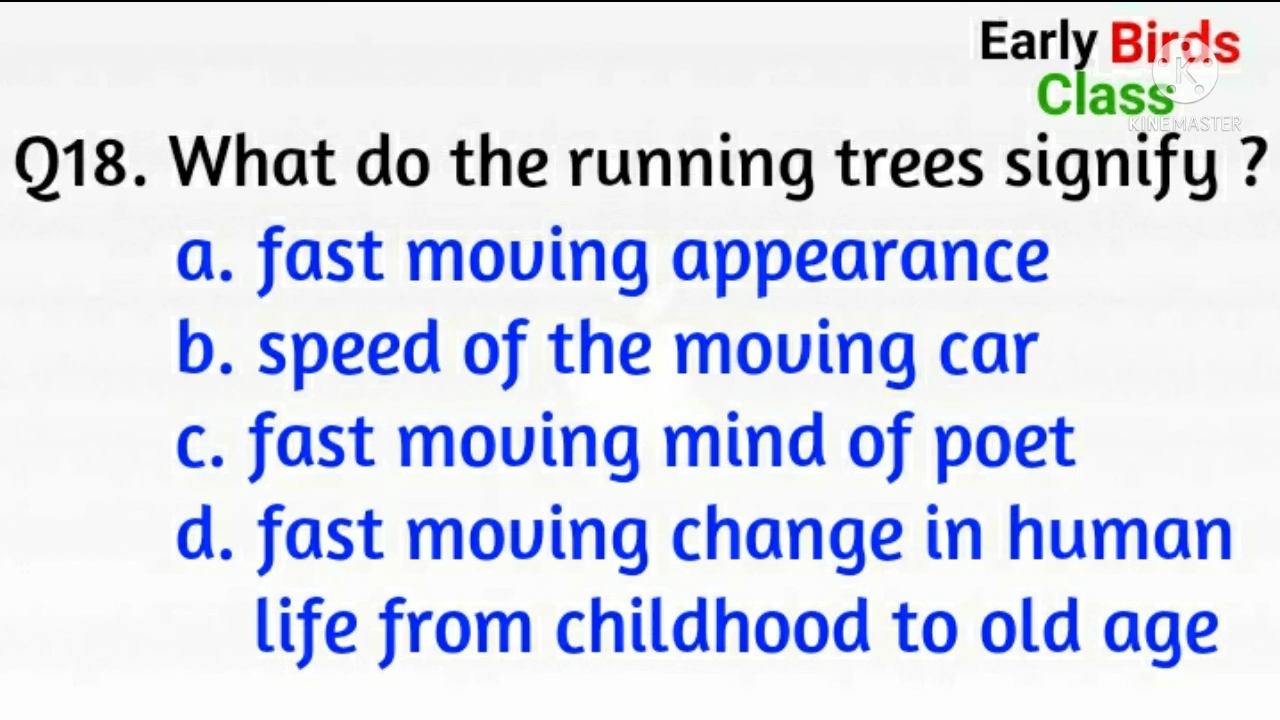 Early Birds
Class
KINEMASTER
Q18. What do the running trees signify ?
a. fast moving appearance
b. speed of the moving car
c. fast moving mind of poet
d. fast moving change in human
life from childhood to old age